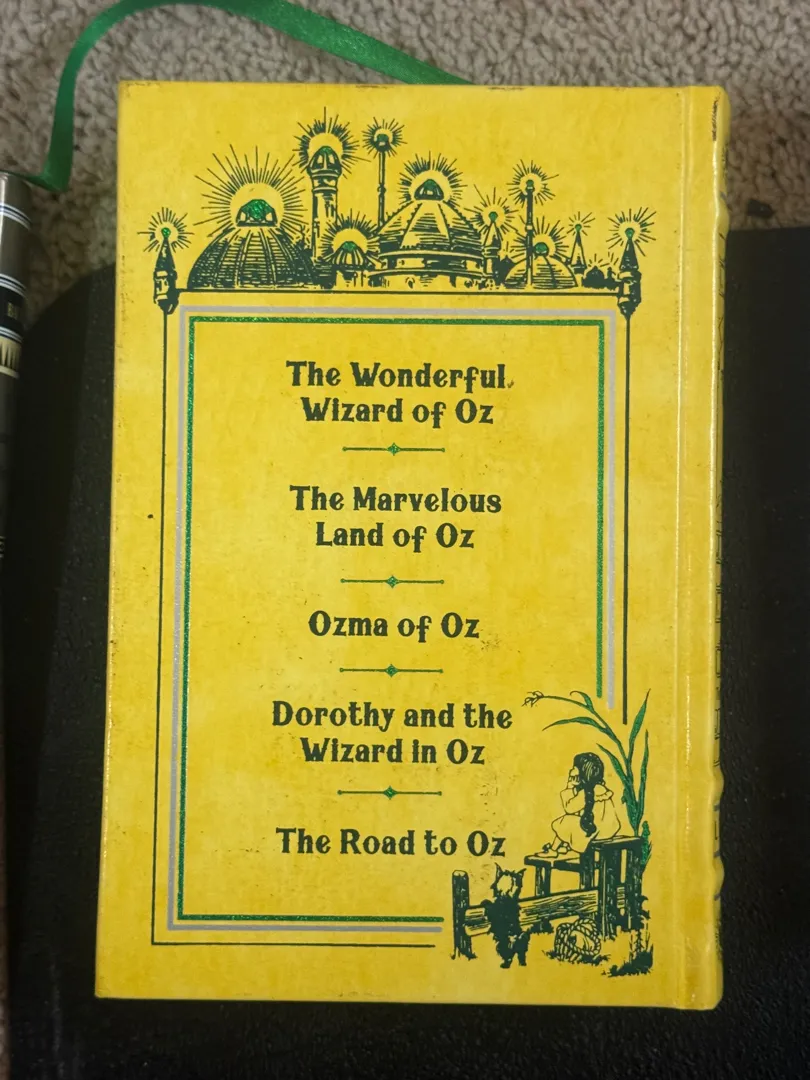 The Wonderful
Wizard of Oz
The Marvelous
Land of Oz
Ozma of Oz
Dorothy and the
Wizard in Oz
The Road to Oz